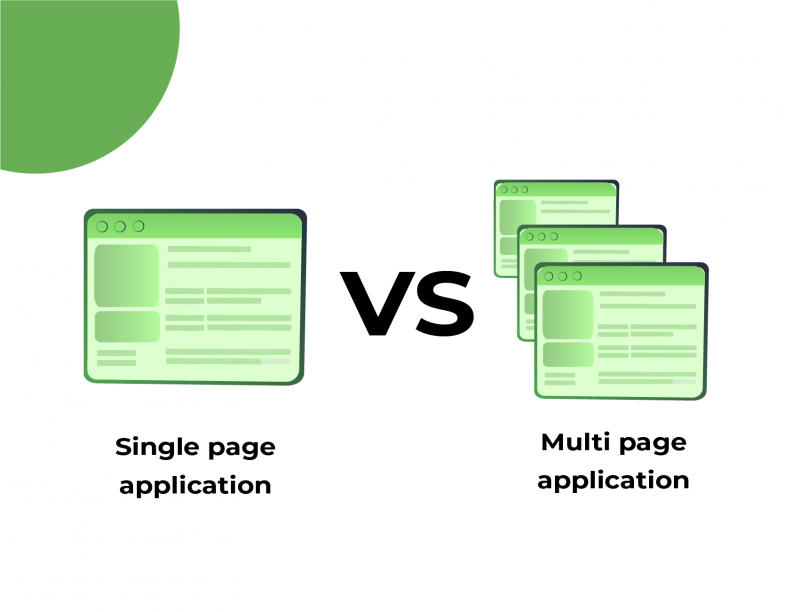 VS
Single page
application
Multi page
application